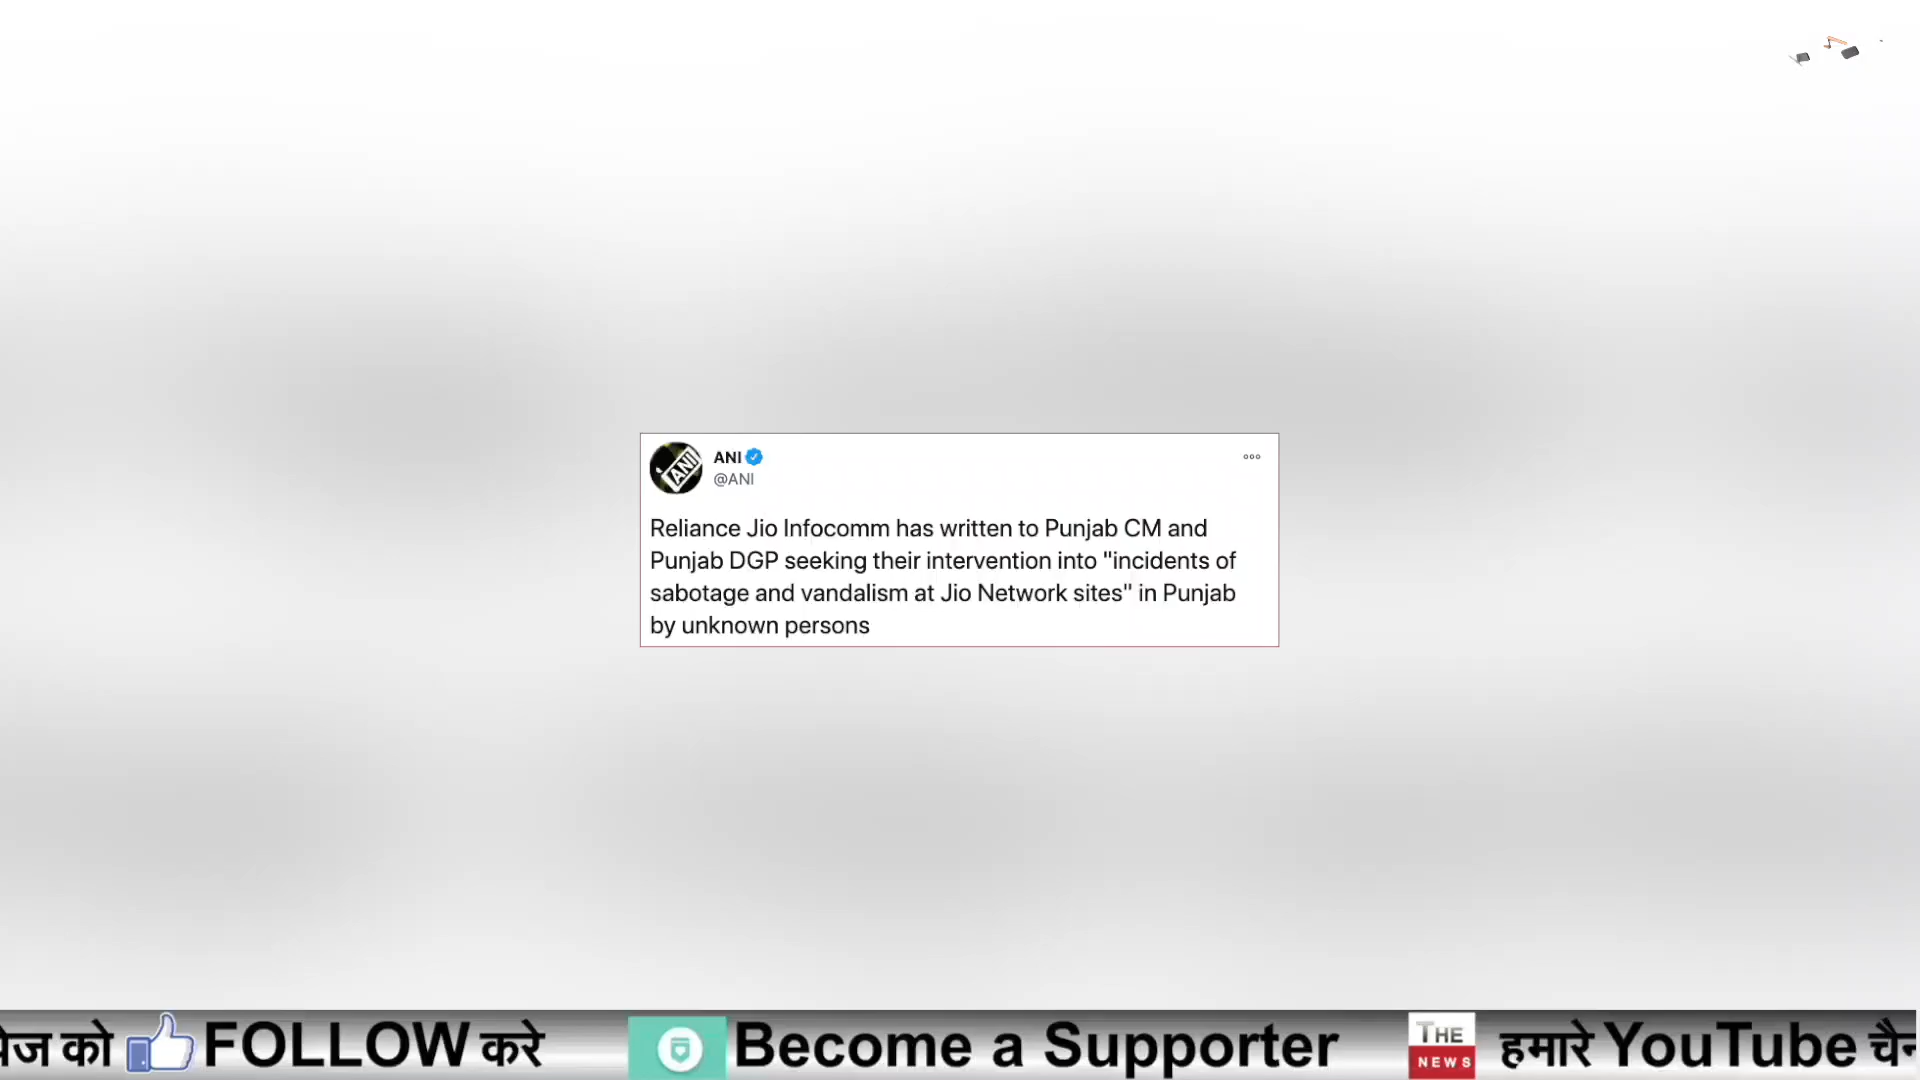 ANI
@ANI
Reliance Jio Infocomm has written to Punjab CM and
Punjab DGP seeking their intervention into "incidents of
sabotage and vandalism at Jio Network sites" in Punjab
by unknown persons
को FOLLOW करे Become a Supporter THE NEWS हमारे YouTube